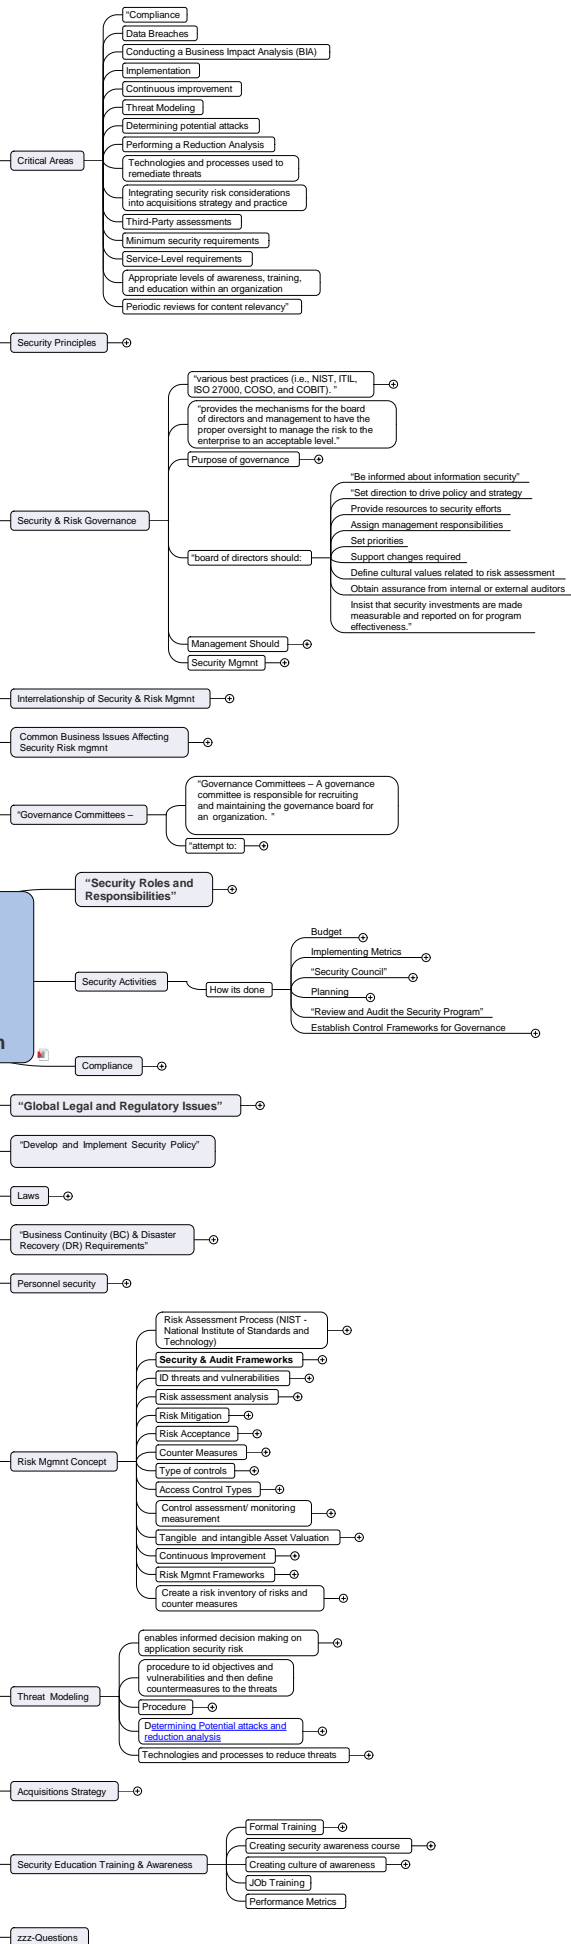 “Compliance
Data Breaches
Conducting a Business Impact Analysis (BIA)
Implementation
Continuous improvement
Threat Modeling
Determining potential attacks
Performing a Reduction Analysis
Technologies and processes used to
remediate threats
Integrating security risk considerations
into acquisitions strategy and practice
Third-Party assessments
Minimum security requirements
Service-Level requirements
Appropriate levels of awareness, training,
and education within an organization
Periodic reviews for content relevancy”
Critical Areas
Security Principles
“various best practices (i.e., NIST, ITIL,
ISO 27000, COSO, and COBIT). ”
“provides the mechanisms for the board
of directors and management to have the
proper oversight to manage the risk to the
enterprise to an acceptable level.”
Purpose of governance
Security & Risk Governance
“board of directors should:
“Be informed about information security”
“Set direction to drive policy and strategy
Provide resources to security efforts
Assign management responsibilities
Set priorities
Support changes required
Define cultural values related to risk assessment
Obtain assurance from internal or external auditors
Insist that security investments are made
measurable and reported on for program
effectiveness.”
Management Should
Security Mgmnt
Interrelationship of Security & Risk Mgmnt
Common Business Issues Affecting
Security Risk mgmnt
“Governance Committees –
“Governance Committees – A governance
committee is responsible for recruiting
and maintaining the governance board for
an organization. ”
“attempt to:
“Security Roles and
Responsibilities”
Security Activities
How its done
Budget
Implementing Metrics
“Security Council”
Planning
“Review and Audit the Security Program”
Establish Control Frameworks for Governance
n
Compliance
“Global Legal and Regulatory Issues”
“Develop and Implement Security Policy”
Laws
“Business Continuity (BC) & Disaster
Recovery (DR) Requirements”
Personnel security
Risk Mgmnt Concept
Risk Assessment Process (NIST -
National Institute of Standards and
Technology)
Security & Audit Frameworks
ID threats and vulnerabilities
Risk assessment analysis
Risk Mitigation
Risk Acceptance
Counter Measures
Type of controls
Access Control Types
Control assessment/ monitoring
measurement
Tangible and intangible Asset Valuation
Continuous Improvement
Risk Mgmnt Frameworks
Create a risk inventory of risks and
counter measures
Threat Modeling
enables informed decision making on
application security risk
procedure to id objectives and
vulnerabilities and then define
countermeasures to the threats
Procedure
Determining Potential attacks and
reduction analysis
Technologies and processes to reduce threats
Acquisitions Strategy
Security Education Training & Awareness
Formal Training
Creating security awareness course
Creating culture of awareness
JOb Training
Performance Metrics
zzz-Questions